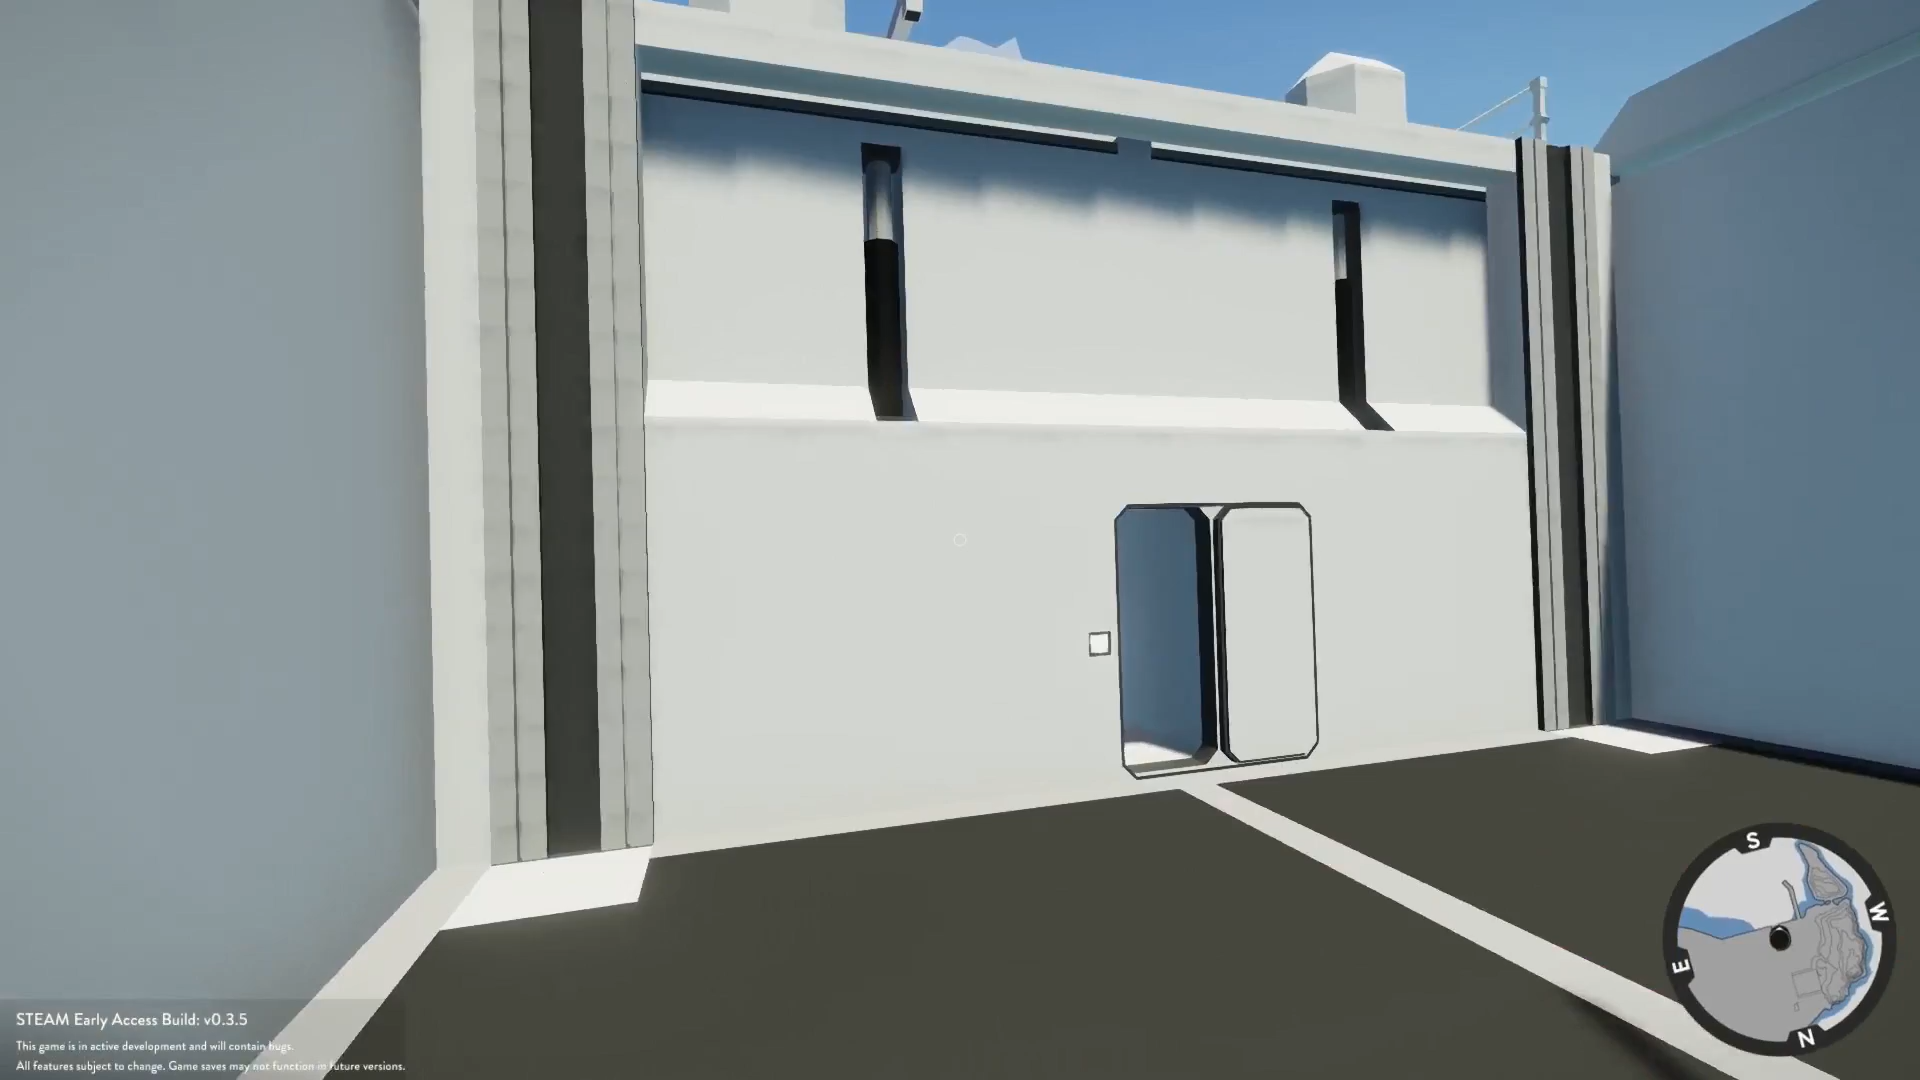 S
W
E
N
STEAM Early Access Build: v0.3.5
This game is in active development and will contain bugs.
All features subject to change. Game saves may not function in future versions.